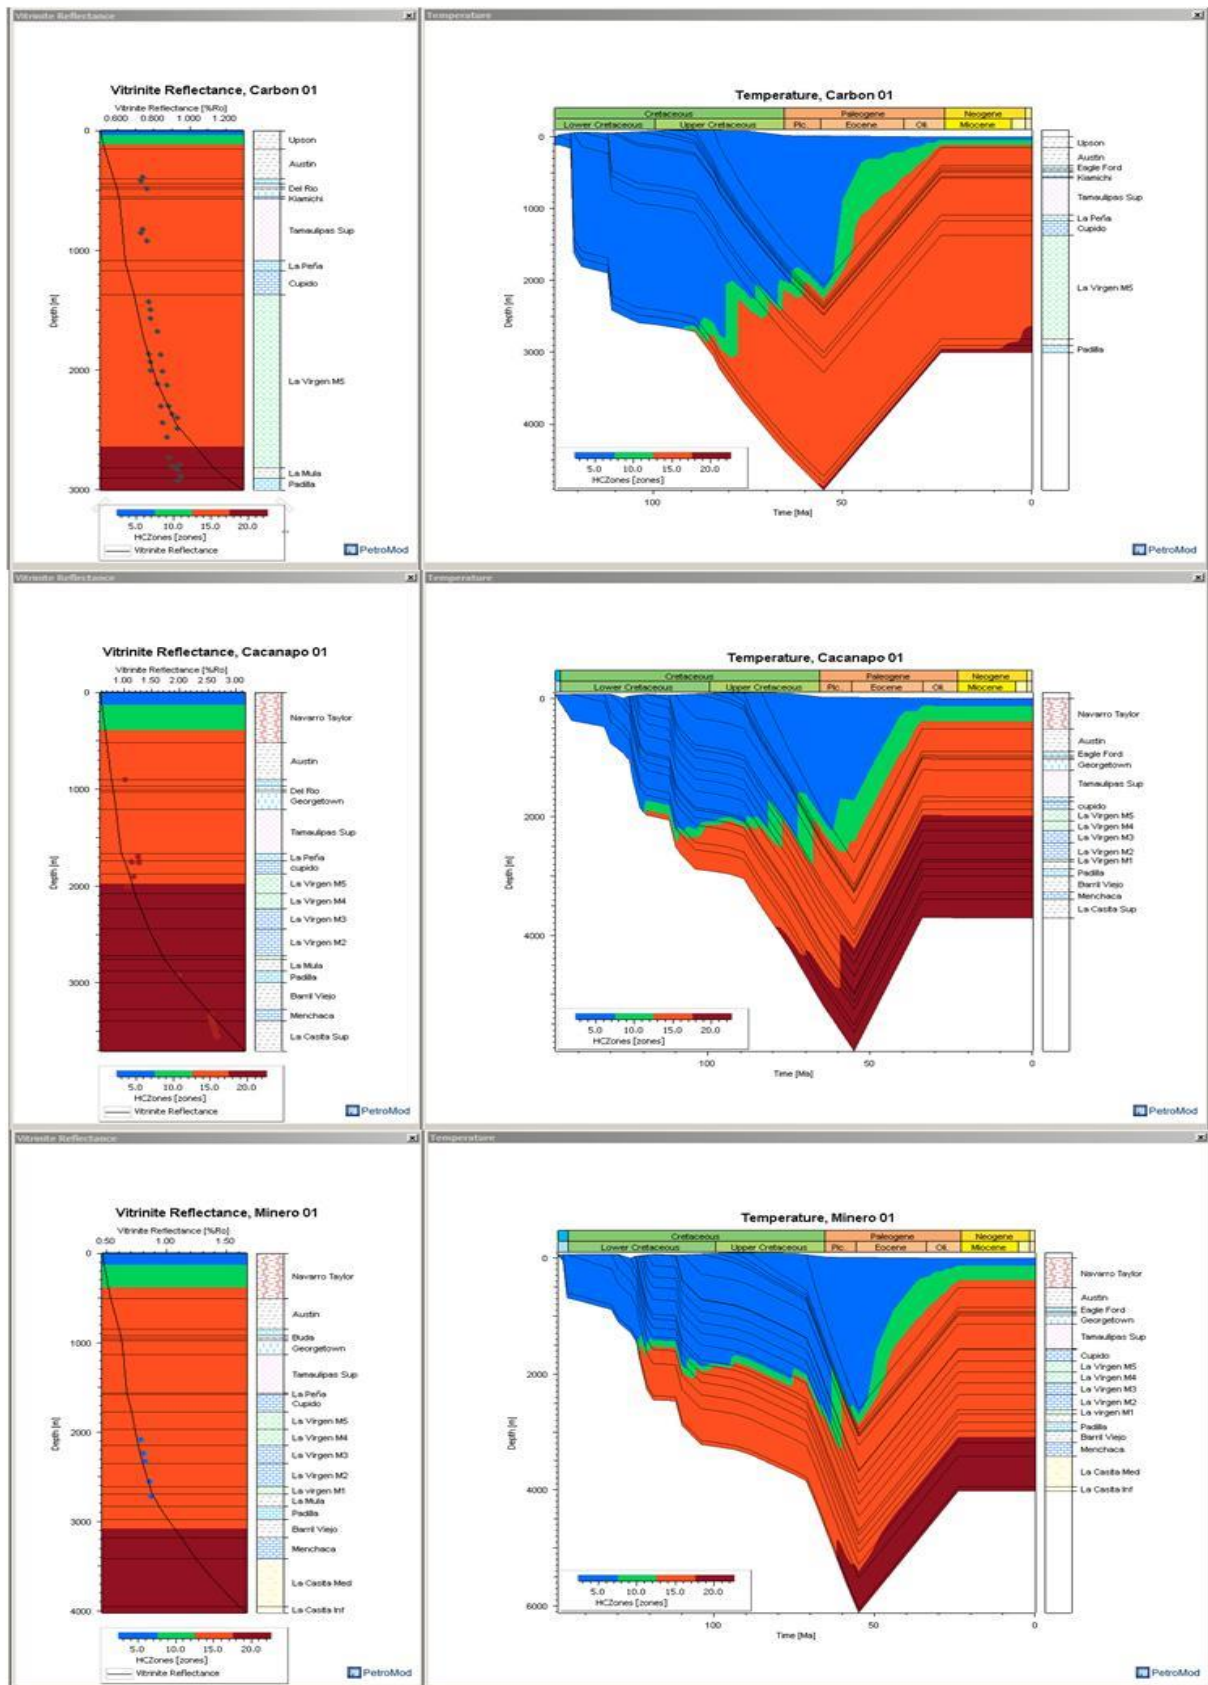 Vitrinite Reflectance
Vitrinite Reflectance, Carbon 01
Vitrinite Reflectance [%Ro]
0.600 0.800 1.000 1.200
0
1000
2000
3000
Depth [m]
Upson
Austin
Del Rio
Kiamichi
Tamaulipas Sup
La Peña
Cupido
La Virgen M5
La Mula
Padilla
5.0 10.0 15.0 20.0
HCZones [zones]
Vitrinite Reflectance
PetroMod
Temperature
Temperature, Carbon 01
Cretaceous Paleogene Neogene
Lower Cretaceous Upper Cretaceous Plc. Eocene Oli. Miocene
0
1000
2000
3000
4000
Depth [m]
Upson
Austin
Eagle Ford
Kiamichi
Tamaulipas Sup
La Peña
Cupido
La Virgen M5
Padilla
5.0 10.0 15.0 20.0
HCZones [zones]
100 50 0
Time [Ma]
PetroMod
Vitrinite Reflectance
Vitrinite Reflectance, Cacanapo 01
Vitrinite Reflectance [%Ro]
1.00 1.50 2.00 2.50 3.00
0
1000
2000
3000
Depth [m]
Navarro Taylor
Austin
Del Rio
Georgetown
Tamaulipas Sup
La Peña
cupido
La Virgen M5
La Virgen M4
La Virgen M3
La Virgen M2
La Mula
Padilla
Barril Viejo
Menchaca
La Casita Sup
5.0 10.0 15.0 20.0
HCZones [zones]
Vitrinite Reflectance
PetroMod
Temperature
Temperature, Cacanapo 01
Cretaceous Paleogene Neogene
Lower Cretaceous Upper Cretaceous Plc. Eocene Oli. Miocene
0
2000
4000
Depth [m]
Navarro Taylor
Austin
Eagle Ford
Georgetown
Tamaulipas Sup
cupido
La Virgen M5
La Virgen M4
La Virgen M3
La Virgen M2
La Virgen M1
Padilla
Barril Viejo
Menchaca
La Casita Sup
5.0 10.0 15.0 20.0
HCZones [zones]
100 50 0
Time [Ma]
PetroMod
Vitrinite Reflectance
Vitrinite Reflectance, Minero 01
Vitrinite Reflectance [%Ro]
0.50 1.00 1.50
0
1000
2000
3000
4000
Depth [m]
Navarro Taylor
Austin
Buda
Georgetown
Tamaulipas Sup
La Peña
Cupido
La Virgen M5
La Virgen M4
La Virgen M3
La Virgen M2
La virgen M1
La Mula
Padilla
Barril Viejo
Menchaca
La Casita Med
La Casita Inf
5.0 10.0 15.0 20.0
HCZones [zones]
Vitrinite Reflectance
PetroMod
Temperature
Temperature, Minero 01
Cretaceous Paleogene Neogene
Lower Cretaceous Upper Cretaceous Plc. Eocene Oli. Miocene
0
2000
4000
6000
Depth [m]
Navarro Taylor
Austin
Eagle Ford
Georgetown
Tamaulipas Sup
Cupido
La Virgen M5
La Virgen M4
La Virgen M3
La Virgen M2
La virgen M1
Padilla
Barril Viejo
Menchaca
La Casita Med
La Casita Inf
5.0 10.0 15.0 20.0
HCZones [zones]
100 50 0
Time [Ma]
PetroMod